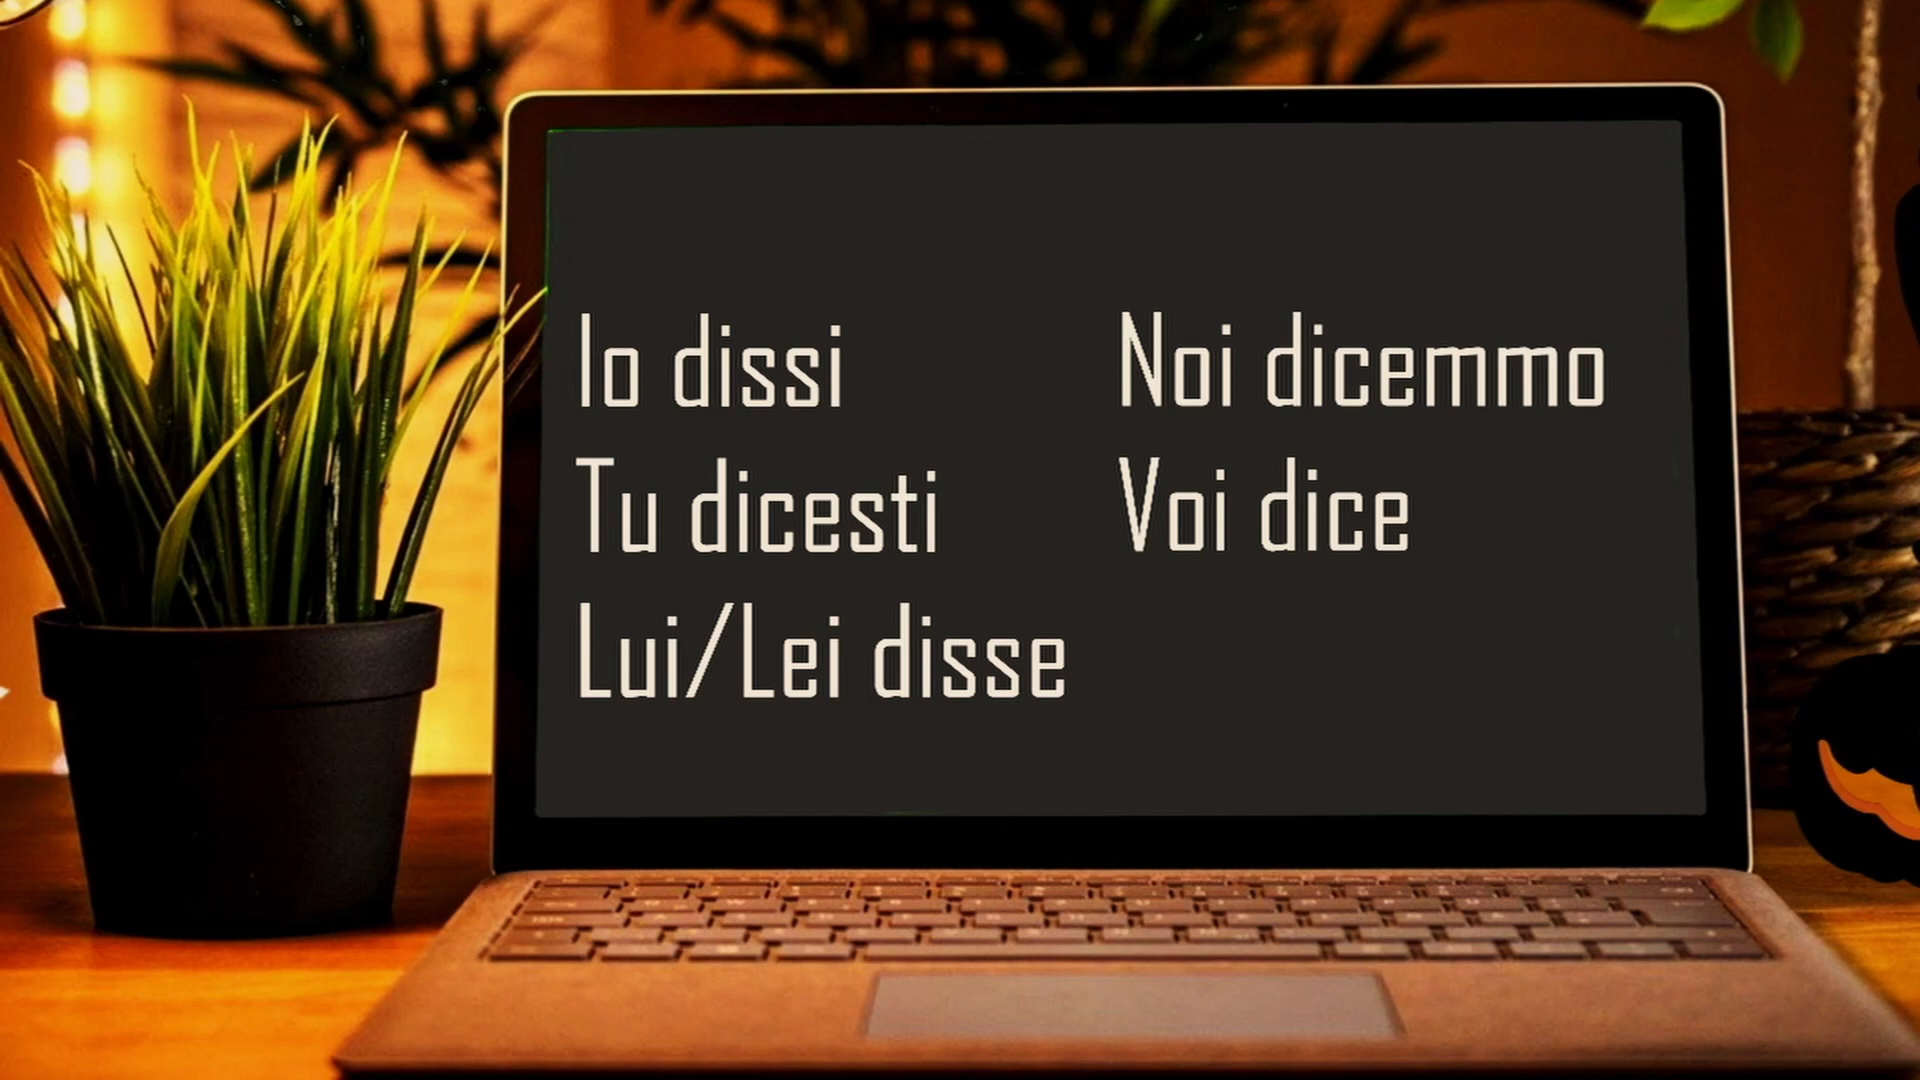 Io dissi
Tu dicesti
Lui/Lei disse
Noi dicemmo
Voi dice